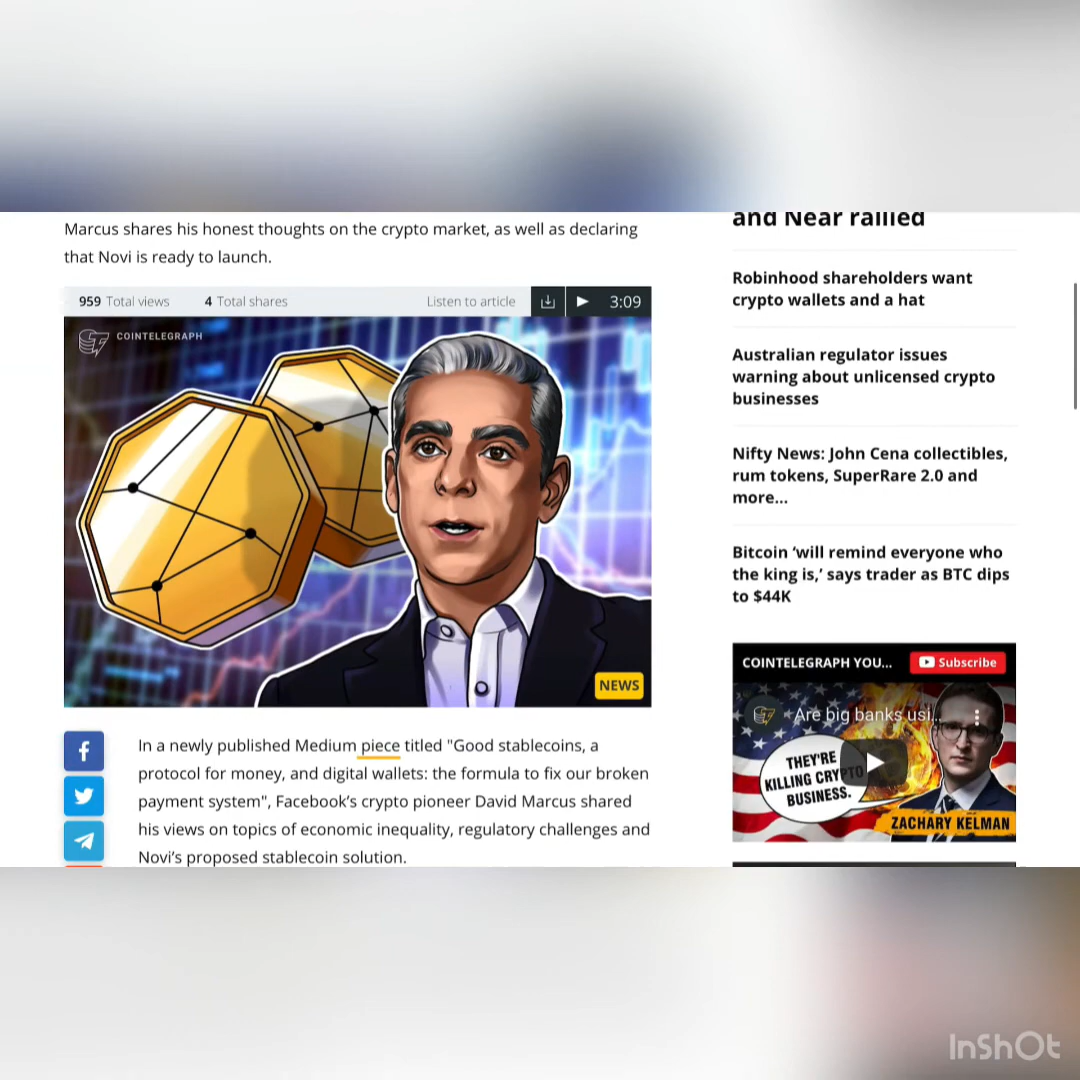 Marcus shares his honest thoughts on the crypto market, as well as declaring
that Novi is ready to launch.
959 Total views 4 Total shares Listen to article 3:09
COINTELEGRAPH
NEWS
In a newly published Medium piece titled "Good stablecoins, a
protocol for money, and digital wallets: the formula to fix our broken
payment system", Facebook’s crypto pioneer David Marcus shared
his views on topics of economic inequality, regulatory challenges and
Novi’s proposed stablecoin solution.
and Near rallied
Robinhood shareholders want
crypto wallets and a hat
Australian regulator issues
warning about unlicensed crypto
businesses
Nifty News: John Cena collectibles,
rum tokens, SuperRare 2.0 and
more...
Bitcoin ‘will remind everyone who
the king is,’ says trader as BTC dips
to $44K
COINTELEGRAPH YOU... Subscribe
Are big banks usi...
THEY'RE
KILLING CRYPTO
BUSINESS.
ZACHARY KELMAN
InShOt